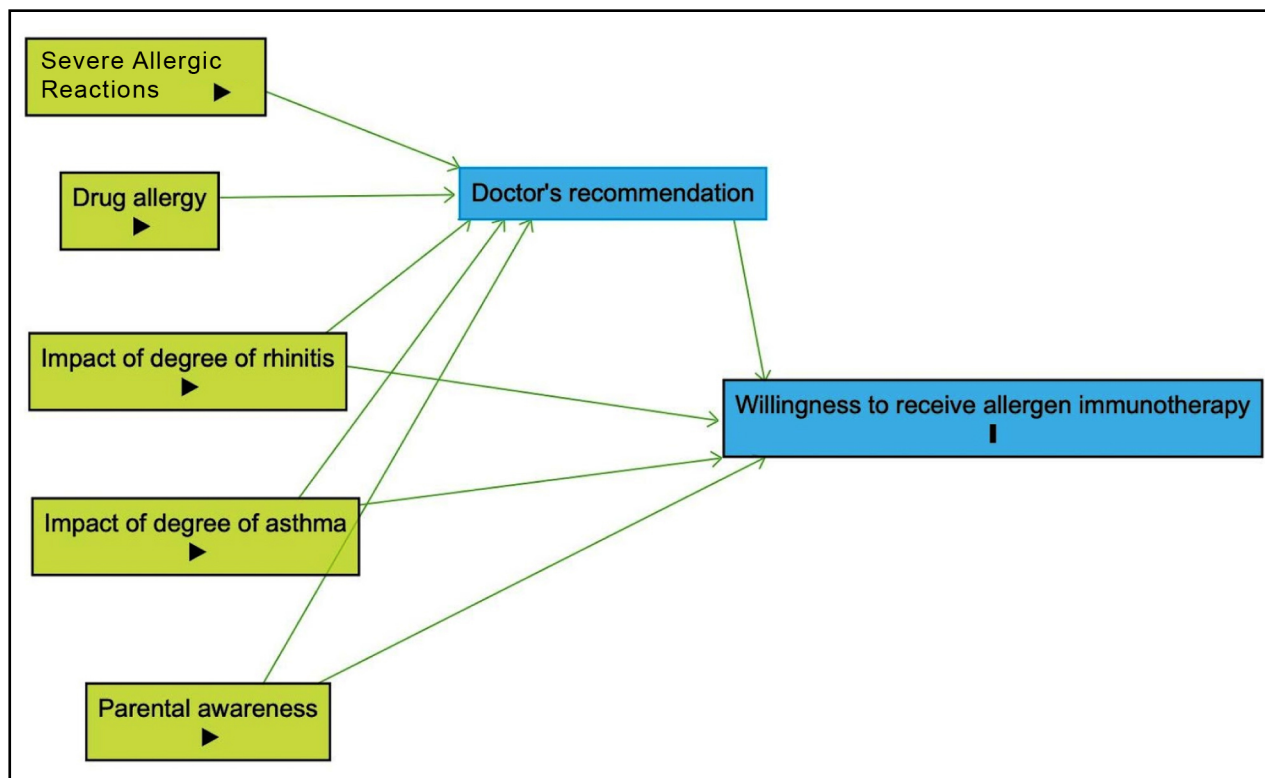 Severe Allergic
Reactions
Drug allergy
Doctor's recommendation
Impact of degree of rhinitis
Willingness to receive allergen immunotherapy
Impact of degree of asthma
Parental awareness